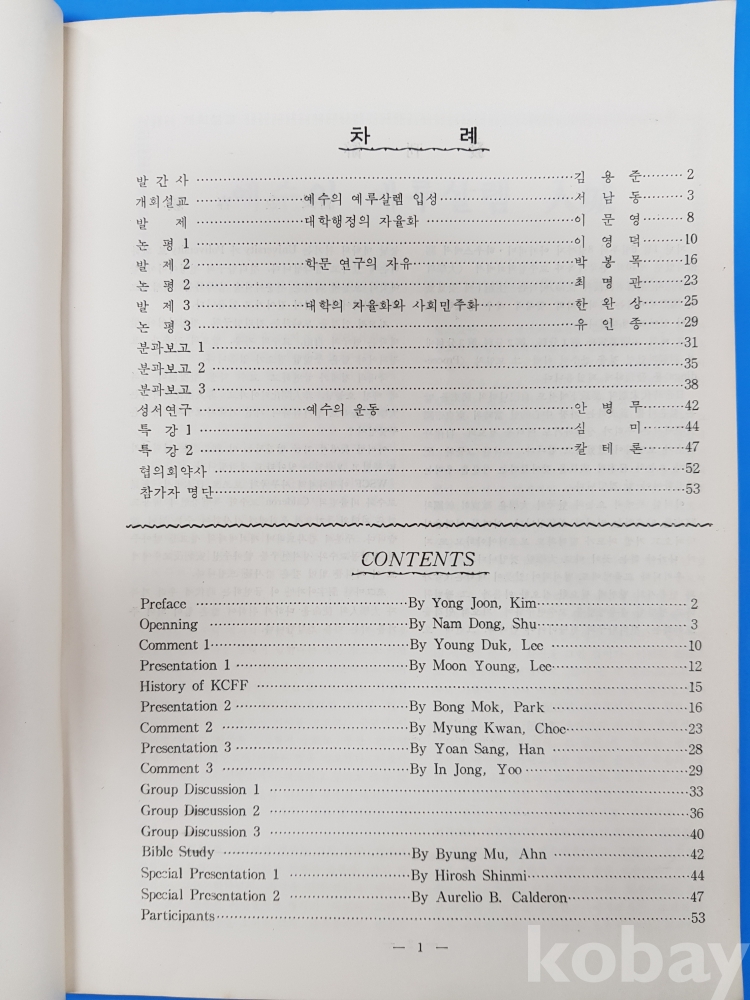 차 례
발간사 김용준 2
개회설교 예수의 예루살렘 입성 서남동 3
발 제 대학행정의 자율화 이문영 8
논 평 1 이영덕 10
발 제 2 학문 연구의 자유 박봉목 16
논 평 2 최명관 23
발 제 3 대학의 자율화와 사회민주화 한완상 25
논 평 3 유인종 29
분과보고 1 31
분과보고 2 35
분과보고 3 38
성서연구 예수의 운동 안병무 42
특 강 1 심 미 44
특 강 2 칼테론 47
협의회약사 52
참가자 명단 53
CONTENTS
Preface By Yong Joon, Kim 2
Openning By Nam Dong, Shu 3
Comment 1 By Young Duk, Lee 10
Presentation 1 By Moon Young, Lee 12
History of KCFF 15
Presentation 2 By Bong Mok, Park 16
Comment 2 By Myung Kwan, Choe 23
Presentation 3 By Yoan Sang, Han 28
Comment 3 By In Jong, Yoo 29
Group Discussion 1 33
Group Discussion 2 36
Group Discussion 3 40
Bible Study By Byung Mu, Ahn 42
Special Presentation 1 By Hirosh Shinmi 44
Special Presentation 2 By Aurelio B. Calderon 47
Participants 53
— 1 —
kobay